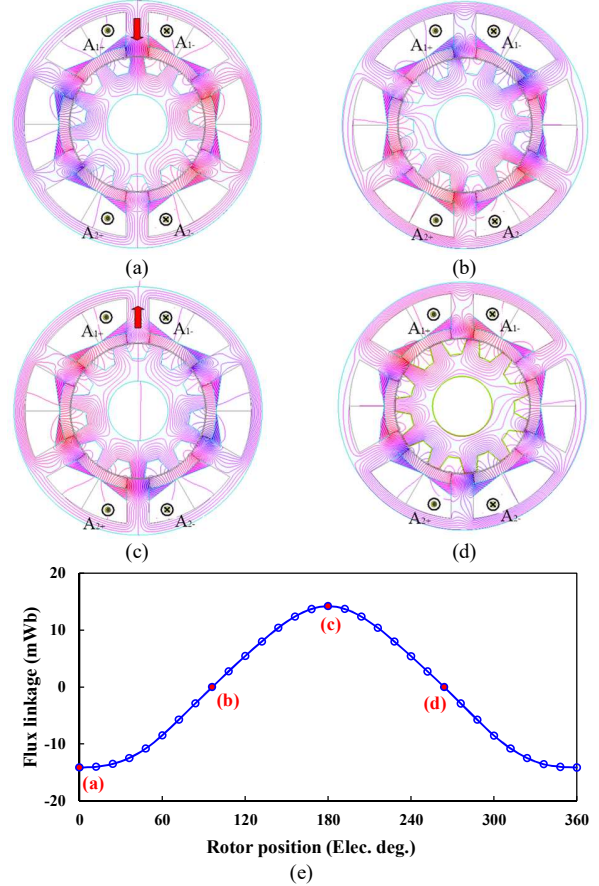 A1+ A1-
A1+ A1-
A2+ A2-
A2+ A2-
(a) (b)
A1+ A1-
A1+ A1-
A2+ A2-
A2+ A2-
(c) (d)
20
10
0
-10
-20
Flux linkage (mWb)
(a)
(b)
(c)
(d)
0 60 120 180 240 300 360
Rotor position (Elec. deg.)
(e)